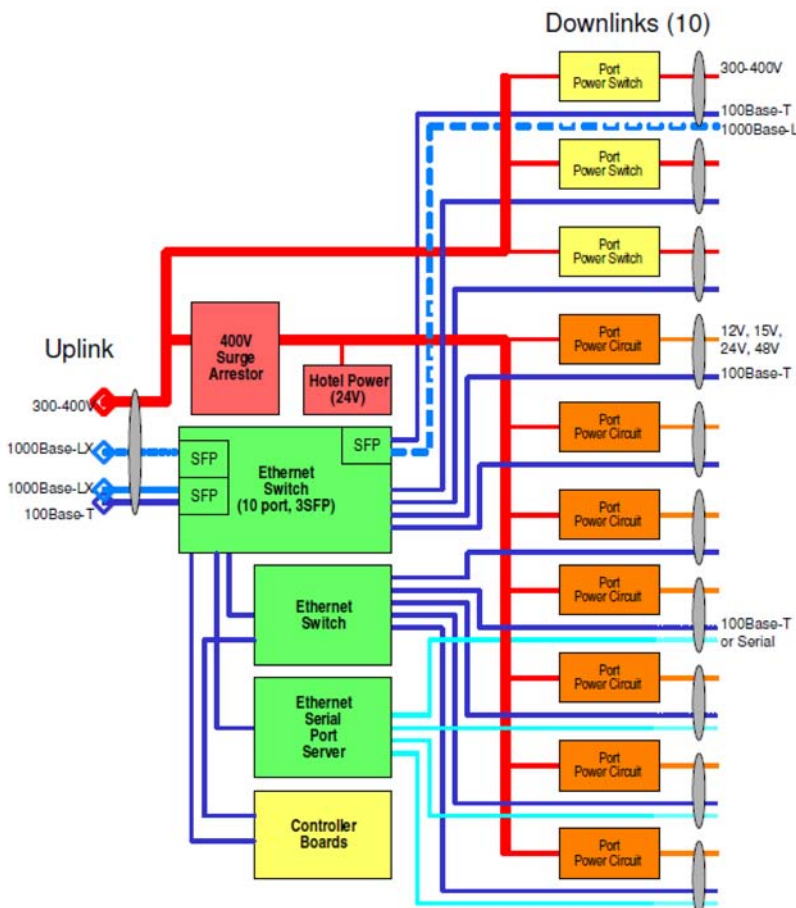 Downlinks (10)
Port
Power Switch
300-400V
100Base-T
1000Base-L
Port
Power Switch
Port
Power Switch
Uplink
400V
Surge
Arrestor
Hotel Power
(24V)
Port
Power Circuit
12V, 15V,
24V, 48V
100Base-T
300-400V
1000Base-LX
1000Base-LX
100Base-T
SFP
SFP
SFP
Ethernet
Switch
(10 port, 3SFP)
Port
Power Circuit
Port
Power Circuit
Ethernet
Switch
Port
Power Circuit
100Base-T
or Serial
Ethernet
Serial
Port
Server
Port
Power Circuit
Port
Power Circuit
Controller
Boards
Port
Power Circuit